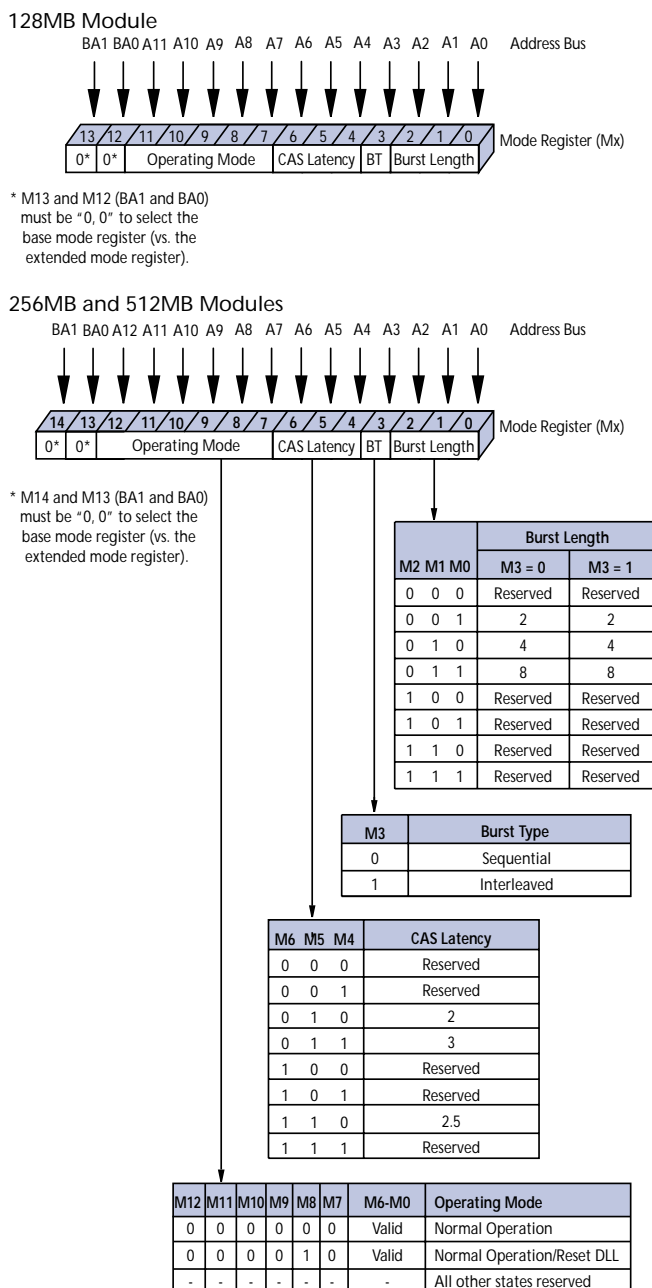 128MB Module
BA1 BA0 A11 A10 A9 A8 A7 A6 A5 A4 A3 A2 A1 A0 Address Bus
13 12 11 10 9 8 7 6 5 4 3 2 1 0 Mode Register (Mx)
0* 0* Operating Mode CAS Latency BT Burst Length
* M13 and M12 (BA1 and BA0)
must be "0, 0" to select the
base mode register (vs. the
extended mode register).
256MB and 512MB Modules
BA1 BA0 A12 A11 A10 A9 A8 A7 A6 A5 A4 A3 A2 A1 A0 Address Bus
14 13 12 11 10 9 8 7 6 5 4 3 2 1 0 Mode Register (Mx)
0* 0* Operating Mode CAS Latency BT Burst Length
* M14 and M13 (BA1 and BA0)
must be "0, 0" to select the
base mode register (vs. the
extended mode register).
Burst Length
M2 M1 M0 M3 = 0 M3 = 1
0 0 0 Reserved Reserved
0 0 1 2 2
0 1 0 4 4
0 1 1 8 8
1 0 0 Reserved Reserved
1 0 1 Reserved Reserved
1 1 0 Reserved Reserved
1 1 1 Reserved Reserved
M3 Burst Type
0 Sequential
1 Interleaved
M6 M5 M4 CAS Latency
0 0 0 Reserved
0 0 1 Reserved
0 1 0 2
0 1 1 3
1 0 0 Reserved
1 0 1 Reserved
1 1 0 2.5
1 1 1 Reserved
M12 M11 M10 M9 M8 M7 M6-M0 Operating Mode
0 0 0 0 0 0 Valid Normal Operation
0 0 0 0 1 0 Valid Normal Operation/Reset DLL
- - - - - - - All other states reserved